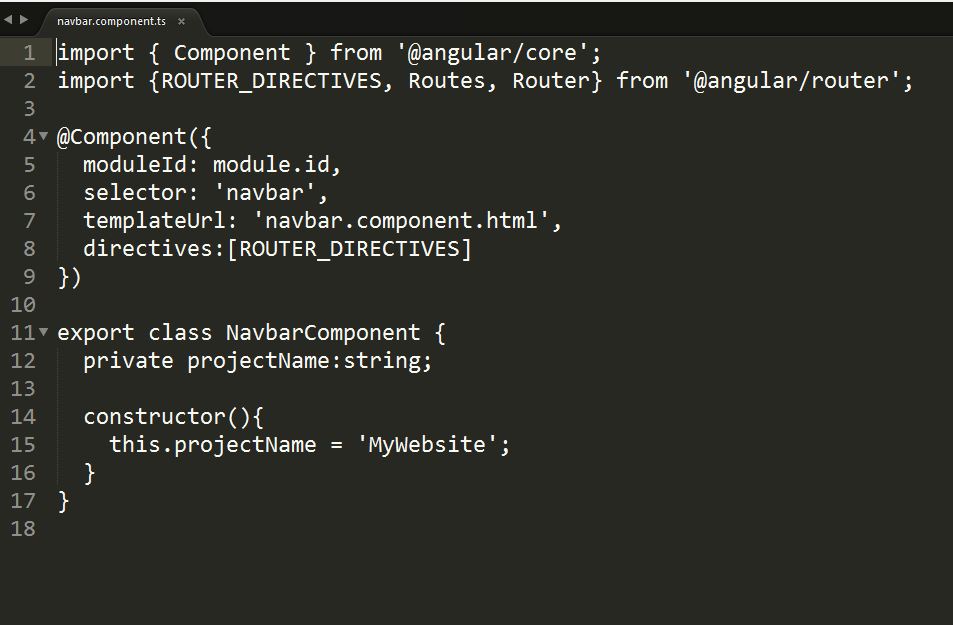 navbar.component.ts ×
1 import { Component } from '@angular/core';
2 import {ROUTER_DIRECTIVES, Routes, Router} from '@angular/router';
3
4 @Component({
5   moduleId: module.id,
6   selector: 'navbar',
7   templateUrl: 'navbar.component.html',
8   directives:[ROUTER_DIRECTIVES]
9 })
10
11 export class NavbarComponent {
12   private projectName:string;
13
14   constructor(){
15     this.projectName = 'MyWebsite';
16   }
17 }
18